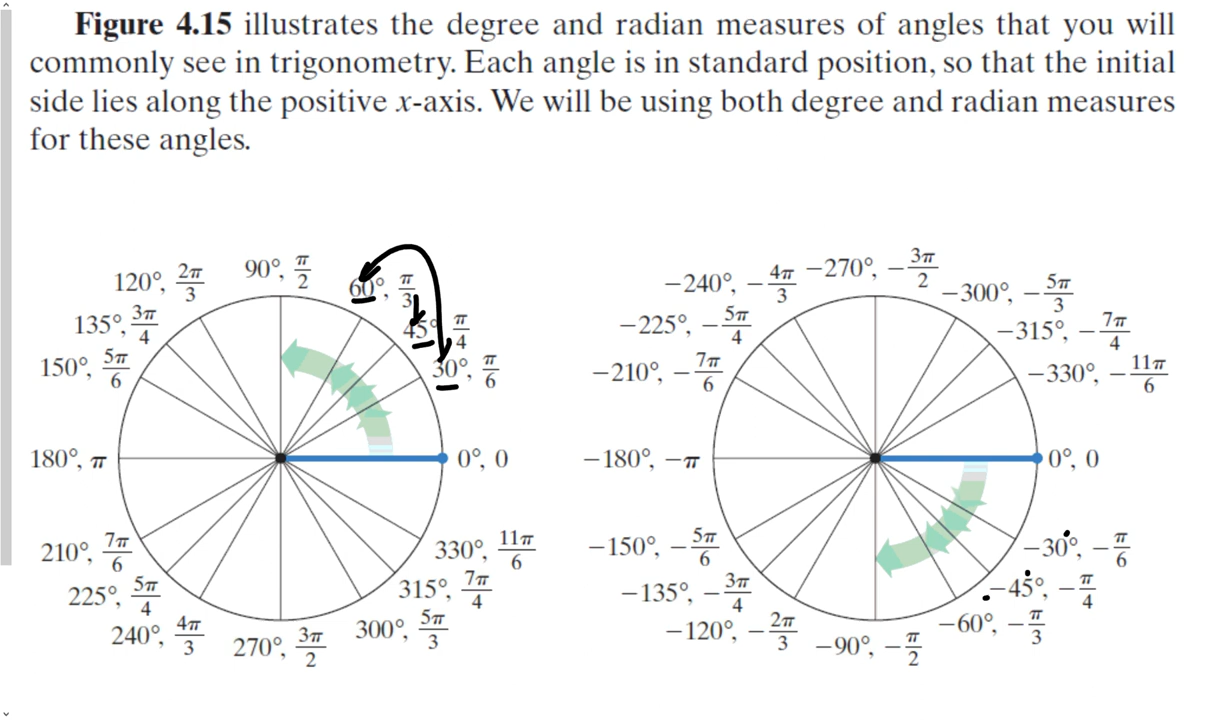 Figure 4.15 illustrates the degree and radian measures of angles that you will
commonly see in trigonometry. Each angle is in standard position, so that the initial
side lies along the positive x-axis. We will be using both degree and radian measures
for these angles.
120°, 2π/3
90°, π/2
60°, π/3
135°, 3π/4
45°, π/4
150°, 5π/6
30°, π/6
180°, π
0°, 0
210°, 7π/6
330°, 11π/6
225°, 5π/4
315°, 7π/4
240°, 4π/3
270°, 3π/2
300°, 5π/3
−240°, −4π/3
−270°, −3π/2
−300°, −5π/3
−225°, −5π/4
−315°, −7π/4
−210°, −7π/6
−330°, −11π/6
−180°, −π
0°, 0
−150°, −5π/6
−30°, −π/6
−135°, −3π/4
−45°, −π/4
−120°, −2π/3
−90°, −π/2
−60°, −π/3